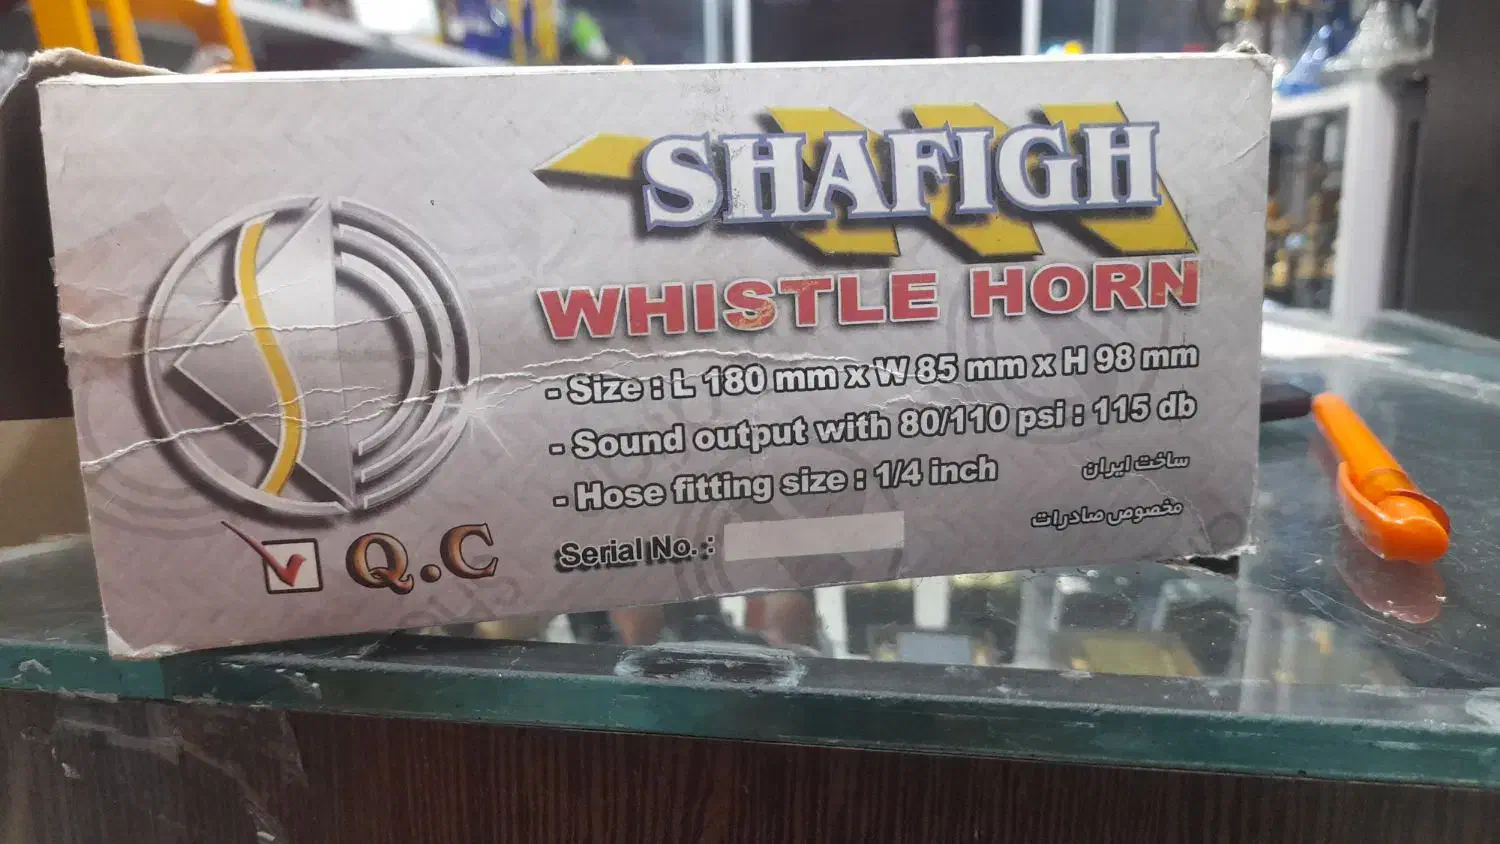 SHAFIGH
WHISTLE HORN
- Size : L 180 mm x W 85 mm x H 98 mm
- Sound output with 80/110 psi : 115 db
- Hose fitting size : 1/4 inch
ساخت ایران
مخصوص صادرات
Serial No. :
Q.C